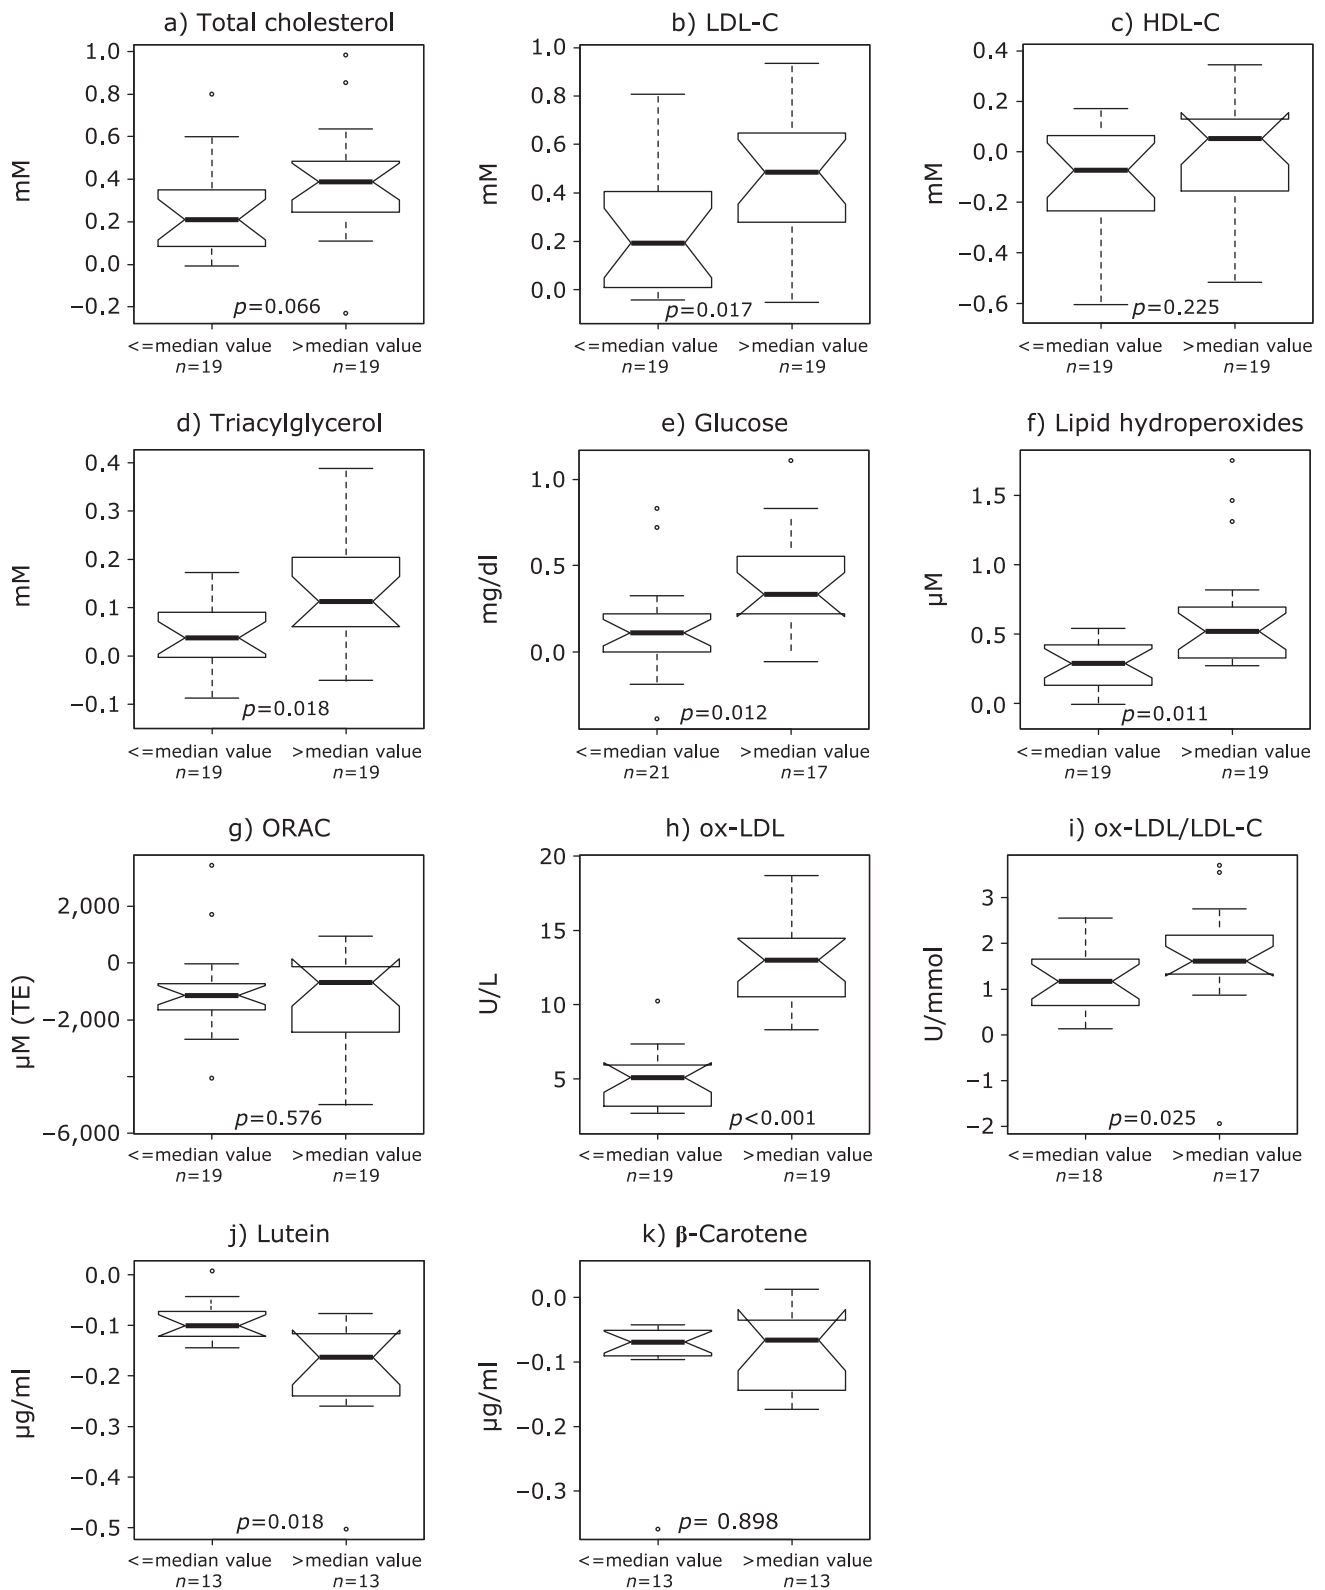 a) Total cholesterol
mM
1.0
0.8
0.6
0.4
0.2
0.0
−0.2
p=0.066
<=median value >median value
n=19 n=19
b) LDL-C
mM
1.0
0.8
0.6
0.4
0.2
0.0
p=0.017
<=median value >median value
n=19 n=19
c) HDL-C
mM
0.4
0.2
0.0
−0.2
−0.4
−0.6
p=0.225
<=median value >median value
n=19 n=19
d) Triacylglycerol
mM
0.4
0.3
0.2
0.1
0.0
−0.1
p=0.018
<=median value >median value
n=19 n=19
e) Glucose
mg/dl
1.0
0.5
0.0
p=0.012
<=median value >median value
n=21 n=17
f) Lipid hydroperoxides
μM
1.5
1.0
0.5
0.0
p=0.011
<=median value >median value
n=19 n=19
g) ORAC
μM (TE)
2,000
0
−2,000
−6,000
p=0.576
<=median value >median value
n=19 n=19
h) ox-LDL
U/L
20
15
10
5
p<0.001
<=median value >median value
n=19 n=19
i) ox-LDL/LDL-C
U/mmol
3
2
1
0
−1
−2
p=0.025
<=median value >median value
n=18 n=17
j) Lutein
μg/ml
0.0
−0.1
−0.2
−0.3
−0.4
−0.5
p=0.018
<=median value >median value
n=13 n=13
k) β-Carotene
μg/ml
0.0
−0.1
−0.2
−0.3
p= 0.898
<=median value >median value
n=13 n=13